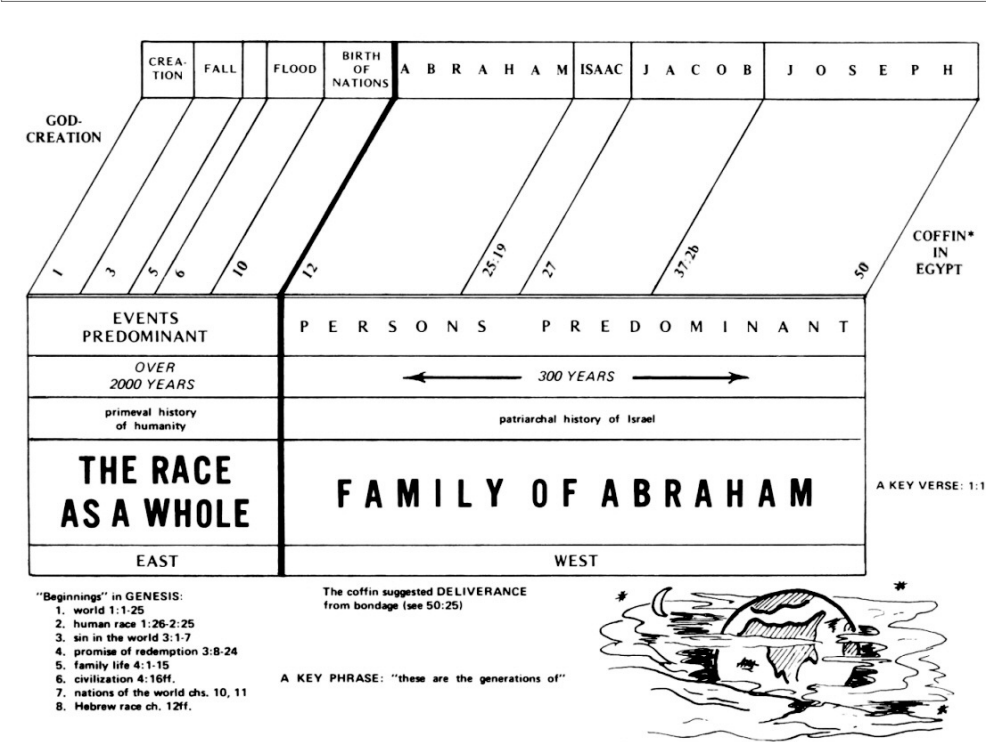 CREA-
TION
FALL
FLOOD
BIRTH
OF
NATIONS
A B R A H A M
ISAAC
J A C O B
J O S E P H
GOD-
CREATION
COFFIN*
IN
EGYPT
1
3
5
6
10
12
25:19
27
37:2b
50
EVENTS
PREDOMINANT
P E R S O N S P R E D O M I N A N T
OVER
2000 YEARS
300 YEARS
primeval history
of humanity
patriarchal history of Israel
THE RACE
AS A WHOLE
FAMILY OF ABRAHAM
A KEY VERSE: 1:1
EAST
WEST
"Beginnings" in GENESIS:
1. world 1:1-25
2. human race 1:26-2:25
3. sin in the world 3:1-7
4. promise of redemption 3:8-24
5. family life 4:1-15
6. civilization 4:16ff.
7. nations of the world chs. 10, 11
8. Hebrew race ch. 12ff.
The coffin suggested DELIVERANCE
from bondage (see 50:25)
A KEY PHRASE: "these are the generations of"